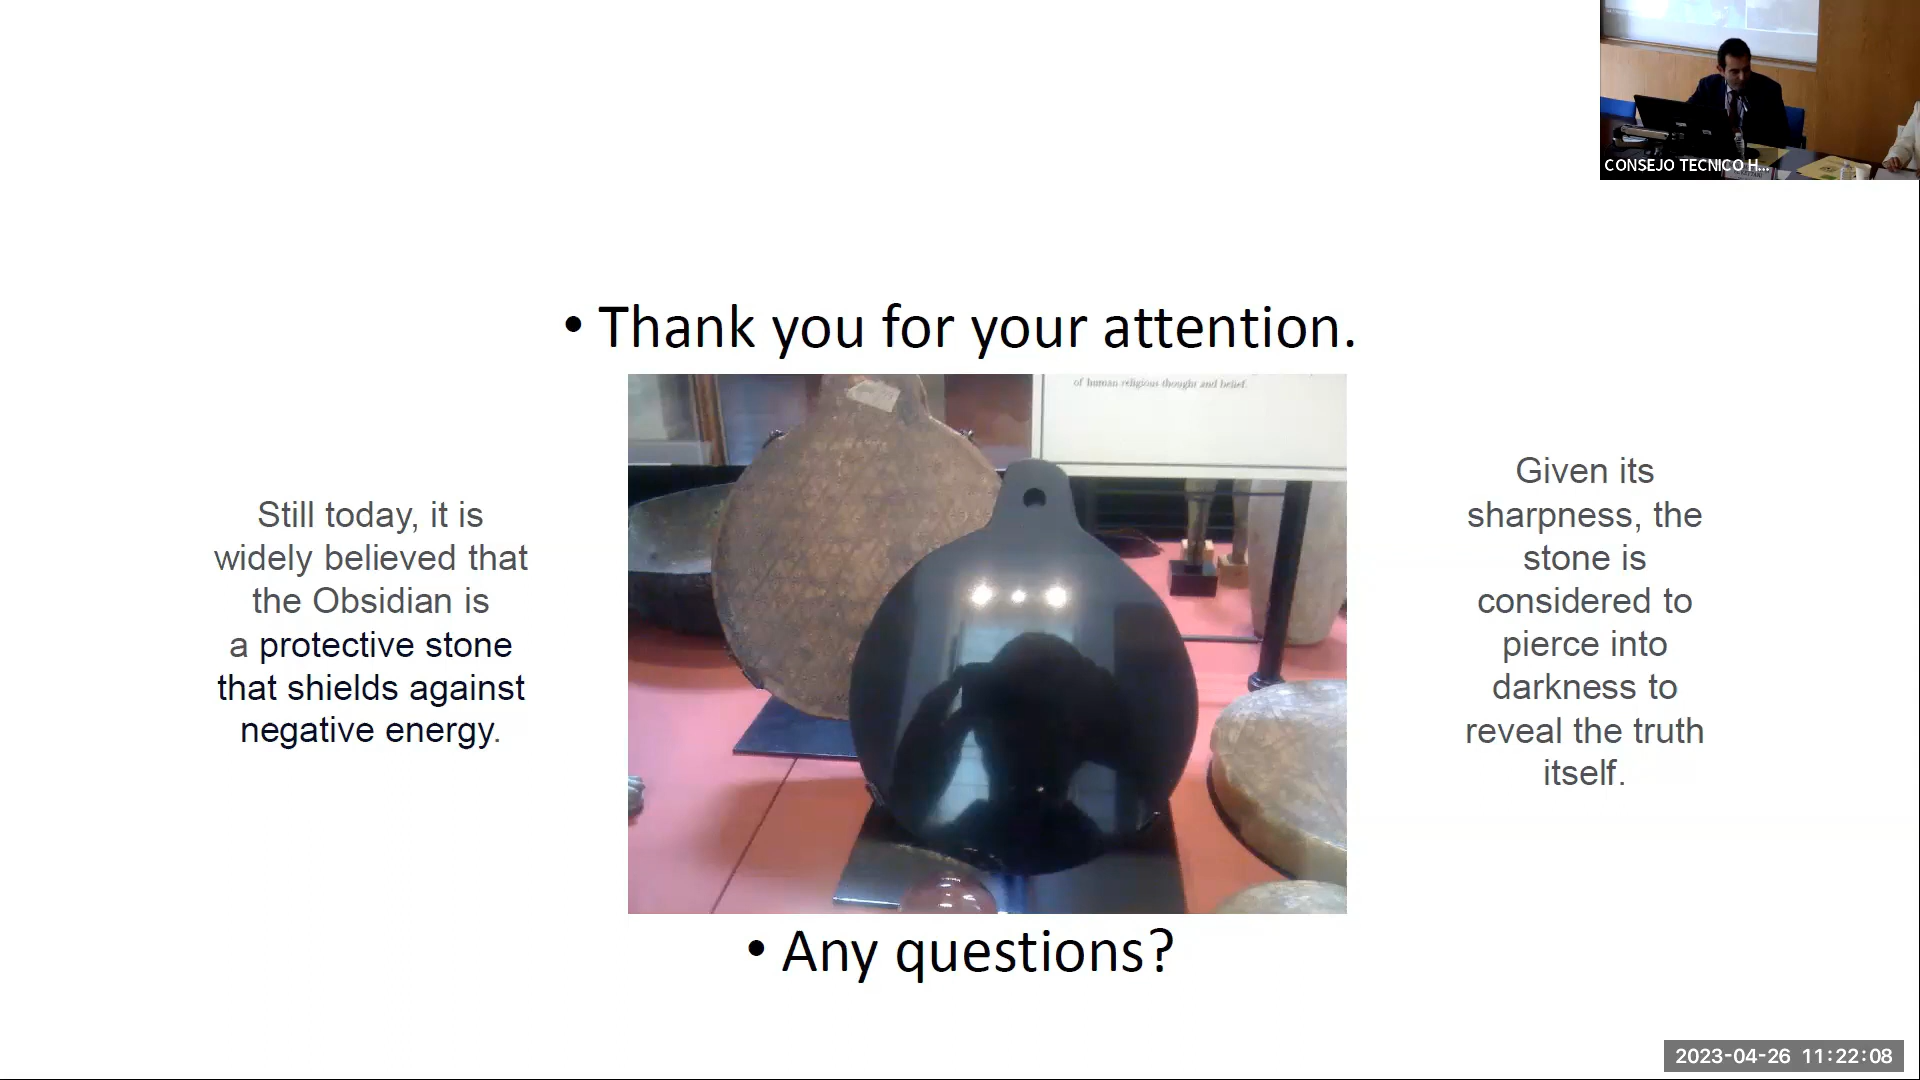 CONSEJO TECNICO H...
• Thank you for your attention.
of human religious thought and belief.
Still today, it is
widely believed that
the Obsidian is
a protective stone
that shields against
negative energy.
Given its
sharpness, the
stone is
considered to
pierce into
darkness to
reveal the truth
itself.
• Any questions?
2023-04-26 11:22:08